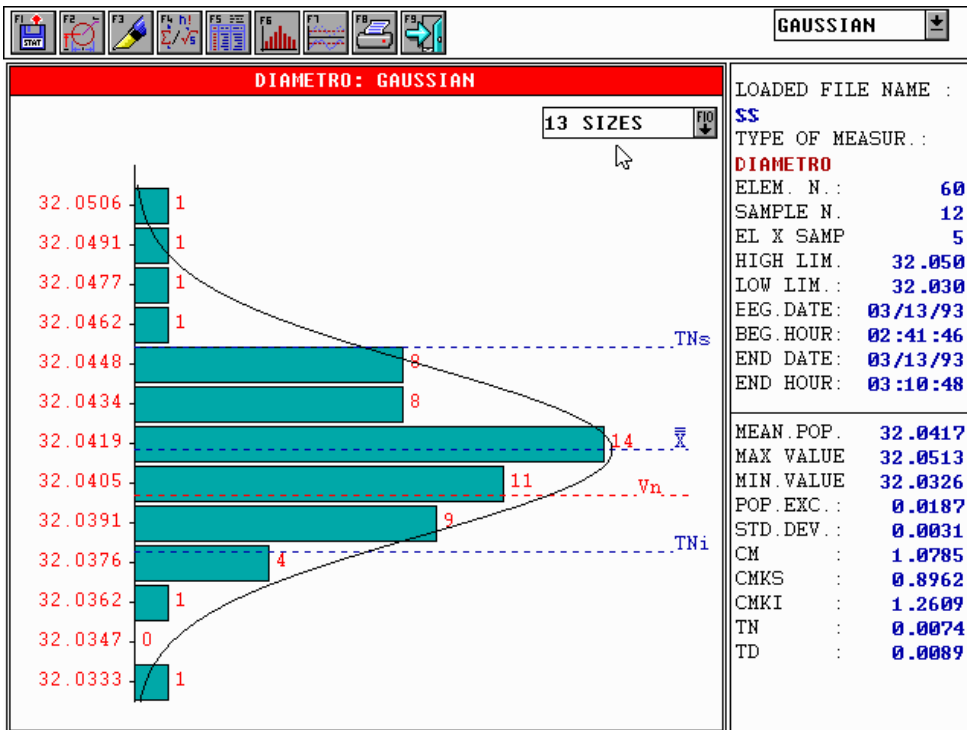 F1 STAT F2 F3 F4 n! Σ/√s F5 F6 F7 F8 F9
GAUSSIAN
DIAMETRO: GAUSSIAN
13 SIZES F10
32.0506 1
32.0491 1
32.0477 1
32.0462 1
TNs
32.0448 8
32.0434 8
32.0419 14 X̿
32.0405 11
Vn
32.0391 9
TNi
32.0376 4
32.0362 1
32.0347 0
32.0333 1
LOADED FILE NAME :
SS
TYPE OF MEASUR.:
DIAMETRO
ELEM. N.: 60
SAMPLE N. 12
EL X SAMP 5
HIGH LIM. 32.050
LOW LIM.: 32.030
EEG.DATE: 03/13/93
BEG.HOUR: 02:41:46
END DATE: 03/13/93
END HOUR: 03:10:48
MEAN.POP. 32.0417
MAX VALUE 32.0513
MIN.VALUE 32.0326
POP.EXC.: 0.0187
STD.DEV.: 0.0031
CM : 1.0785
CMKS : 0.8962
CMKI : 1.2609
TN : 0.0074
TD : 0.0089